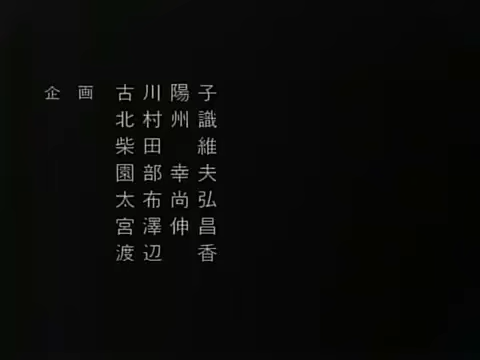 企画 古川陽子
北村州識
柴田 維
園部幸夫
太布尚弘
宮澤伸昌
渡辺 香